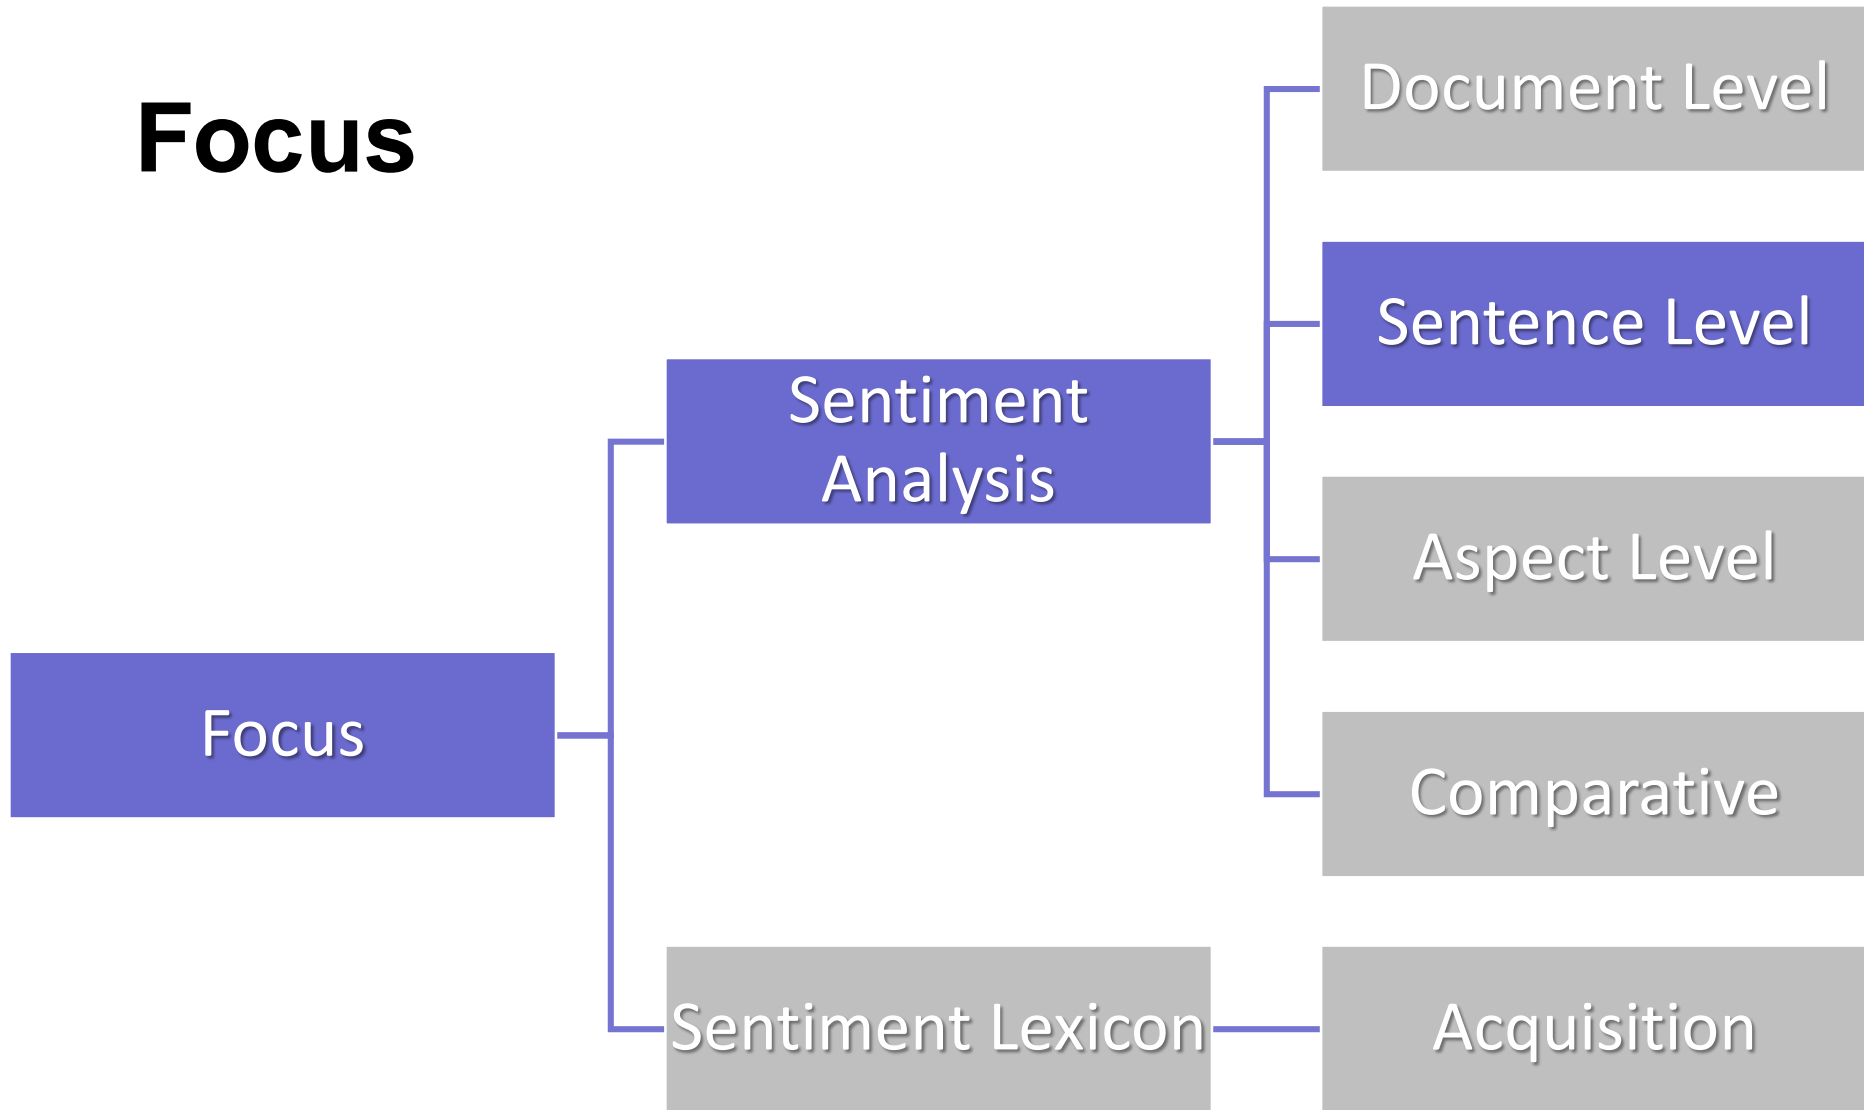 Focus
Document Level
Sentence Level
Sentiment
Analysis
Aspect Level
Focus
Comparative
Sentiment Lexicon
Acquisition